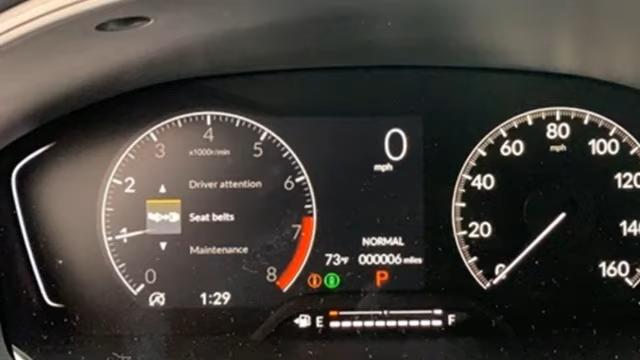 4
3
5
x1000r/min
2
Driver attention
6
Seat belts
1
7
Maintenance
0
8
1:29
0
mph
NORMAL
73°F
000006 miles
P
E
F
80
60
mph
100
40
120
20
140
0
160